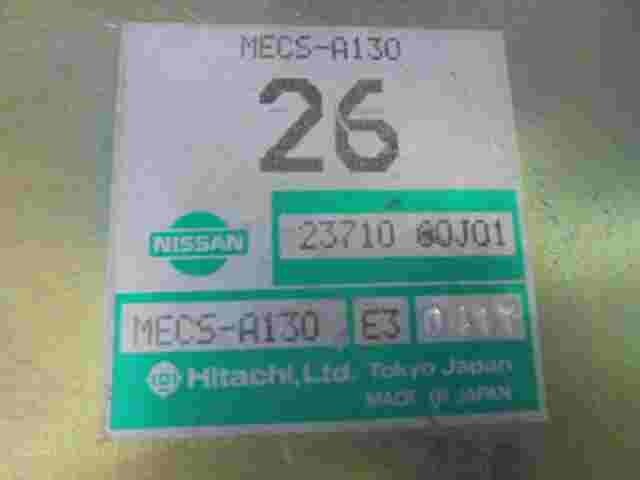 MECS-A130
26
NISSAN
23710 60J01
MECS-A130 E3
Hitachi, Ltd. Tokyo Japan
MADE IN JAPAN